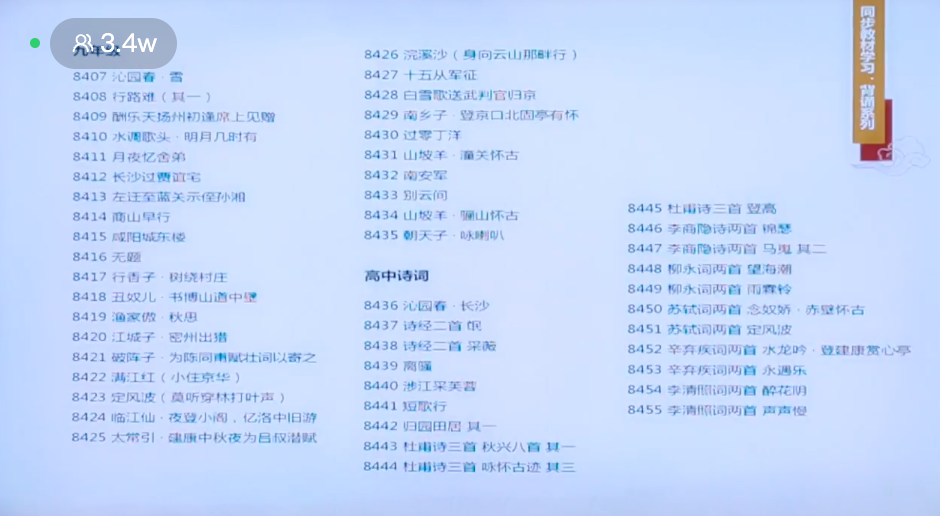 3.4w
九年级
8407 沁园春·雪
8408 行路难（其一）
8409 酬乐天扬州初逢席上见赠
8410 水调歌头·明月几时有
8411 月夜忆舍弟
8412 长沙过贾谊宅
8413 左迁至蓝关示侄孙湘
8414 商山早行
8415 咸阳城东楼
8416 无题
8417 行香子·树绕村庄
8418 丑奴儿·书博山道中壁
8419 渔家傲·秋思
8420 江城子·密州出猎
8421 破阵子·为陈同甫赋壮词以寄之
8422 满江红（小住京华）
8423 定风波（莫听穿林打叶声）
8424 临江仙·夜登小阁，亿洛中旧游
8425 太常引·建康中秋夜为吕叔潜赋
8426 浣溪沙（身向云山那畔行）
8427 十五从军征
8428 白雪歌送武判官归京
8429 南乡子·登京口北固亭有怀
8430 过零丁洋
8431 山坡羊·潼关怀古
8432 南安军
8433 别云间
8434 山坡羊·骊山怀古
8435 朝天子·咏喇叭
高中诗词
8436 沁园春·长沙
8437 诗经二首 氓
8438 诗经二首 采薇
8439 离骚
8440 涉江采芙蓉
8441 短歌行
8442 归园田居 其一
8443 杜甫诗三首 秋兴八首 其一
8444 杜甫诗三首 咏怀古迹 其三
8445 杜甫诗三首 登高
8446 李商隐诗两首 锦瑟
8447 李商隐诗两首 马嵬 其二
8448 柳永词两首 望海潮
8449 柳永词两首 雨霖铃
8450 苏轼词两首 念奴娇·赤壁怀古
8451 苏轼词两首 定风波
8452 辛弃疾词两首 水龙吟·登建康赏心亭
8453 辛弃疾词两首 永遇乐
8454 李清照词两首 醉花阴
8455 李清照词两首 声声慢
同步教材学习·背诵系列